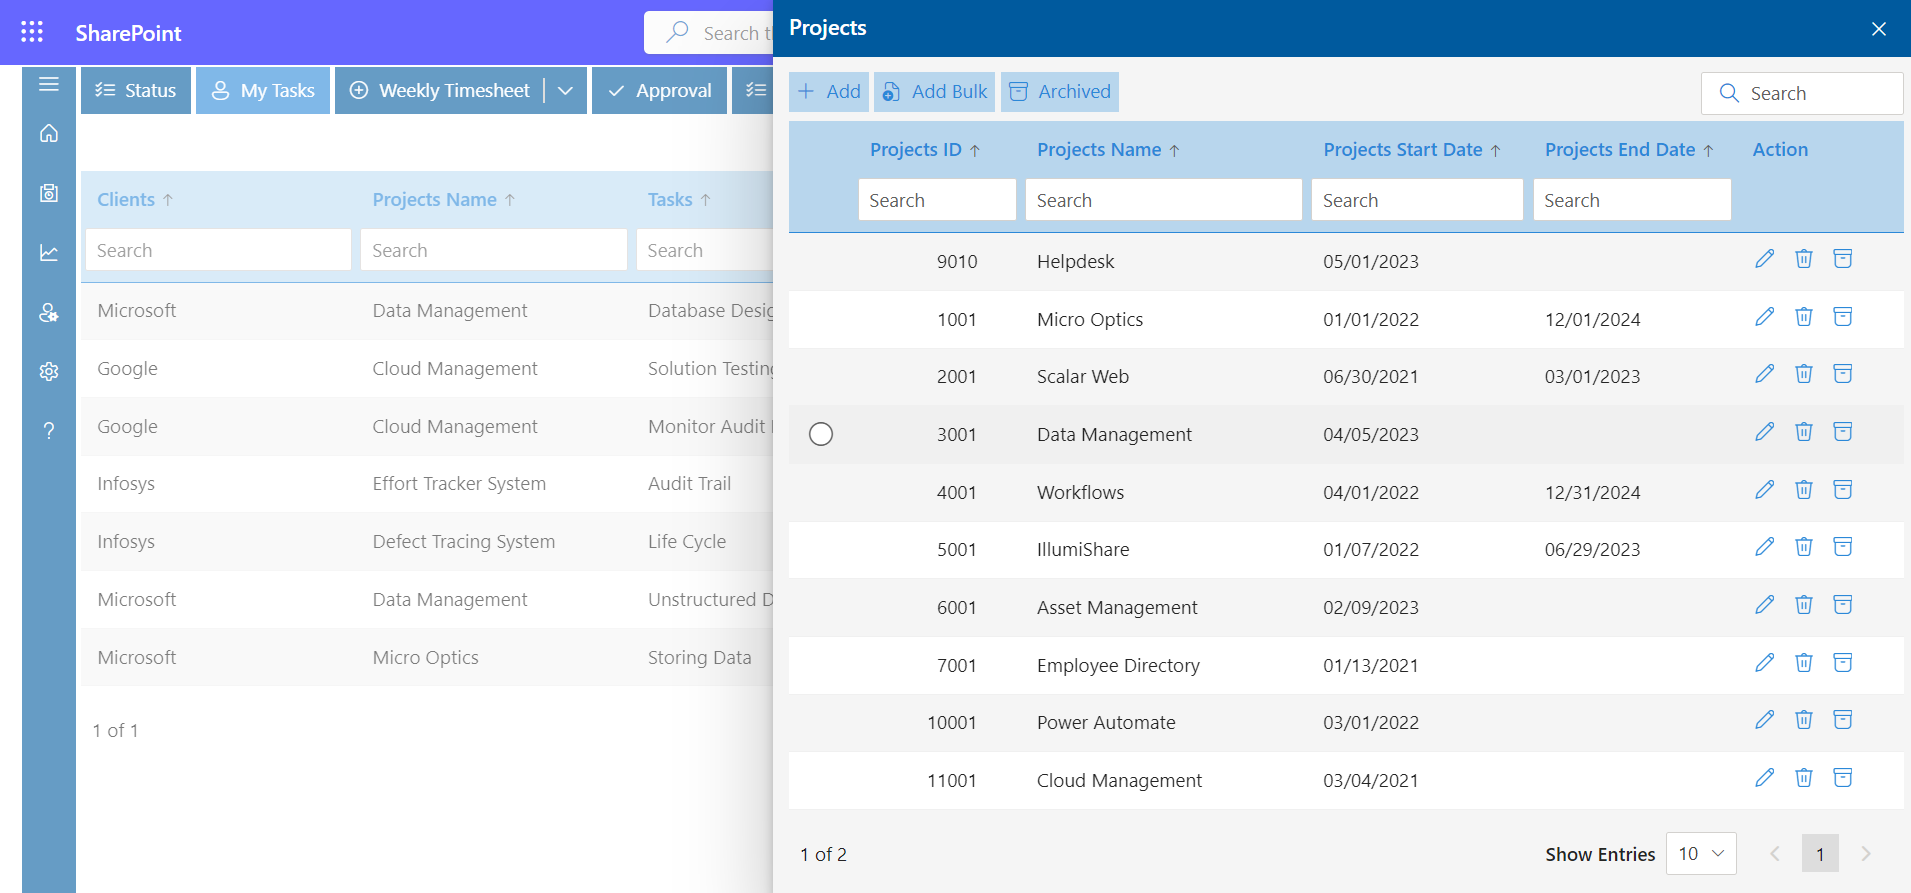 SharePoint
Search t
Projects
Status
My Tasks
Weekly Timesheet
Approval
Add
Add Bulk
Archived
Search
Clients ↑ Projects Name ↑ Tasks ↑
Search Search Search
Microsoft Data Management Database Desig
Google Cloud Management Solution Testing
Google Cloud Management Monitor Audit
Infosys Effort Tracker System Audit Trail
Infosys Defect Tracing System Life Cycle
Microsoft Data Management Unstructured D
Microsoft Micro Optics Storing Data
1 of 1
?
Projects ID ↑ Projects Name ↑ Projects Start Date ↑ Projects End Date ↑ Action
Search Search Search Search
9010 Helpdesk 05/01/2023
1001 Micro Optics 01/01/2022 12/01/2024
2001 Scalar Web 06/30/2021 03/01/2023
3001 Data Management 04/05/2023
4001 Workflows 04/01/2022 12/31/2024
5001 IllumiShare 01/07/2022 06/29/2023
6001 Asset Management 02/09/2023
7001 Employee Directory 01/13/2021
10001 Power Automate 03/01/2022
11001 Cloud Management 03/04/2021
1 of 2
Show Entries 10
1